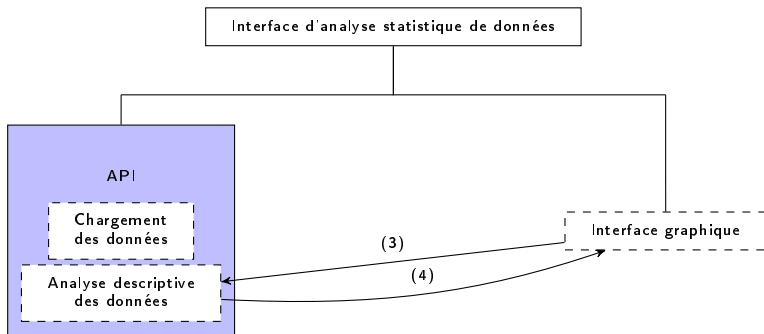 Interface d'analyse statistique de données
API
Chargement
des données
Interface graphique
(3)
(4)
Analyse descriptive
des données